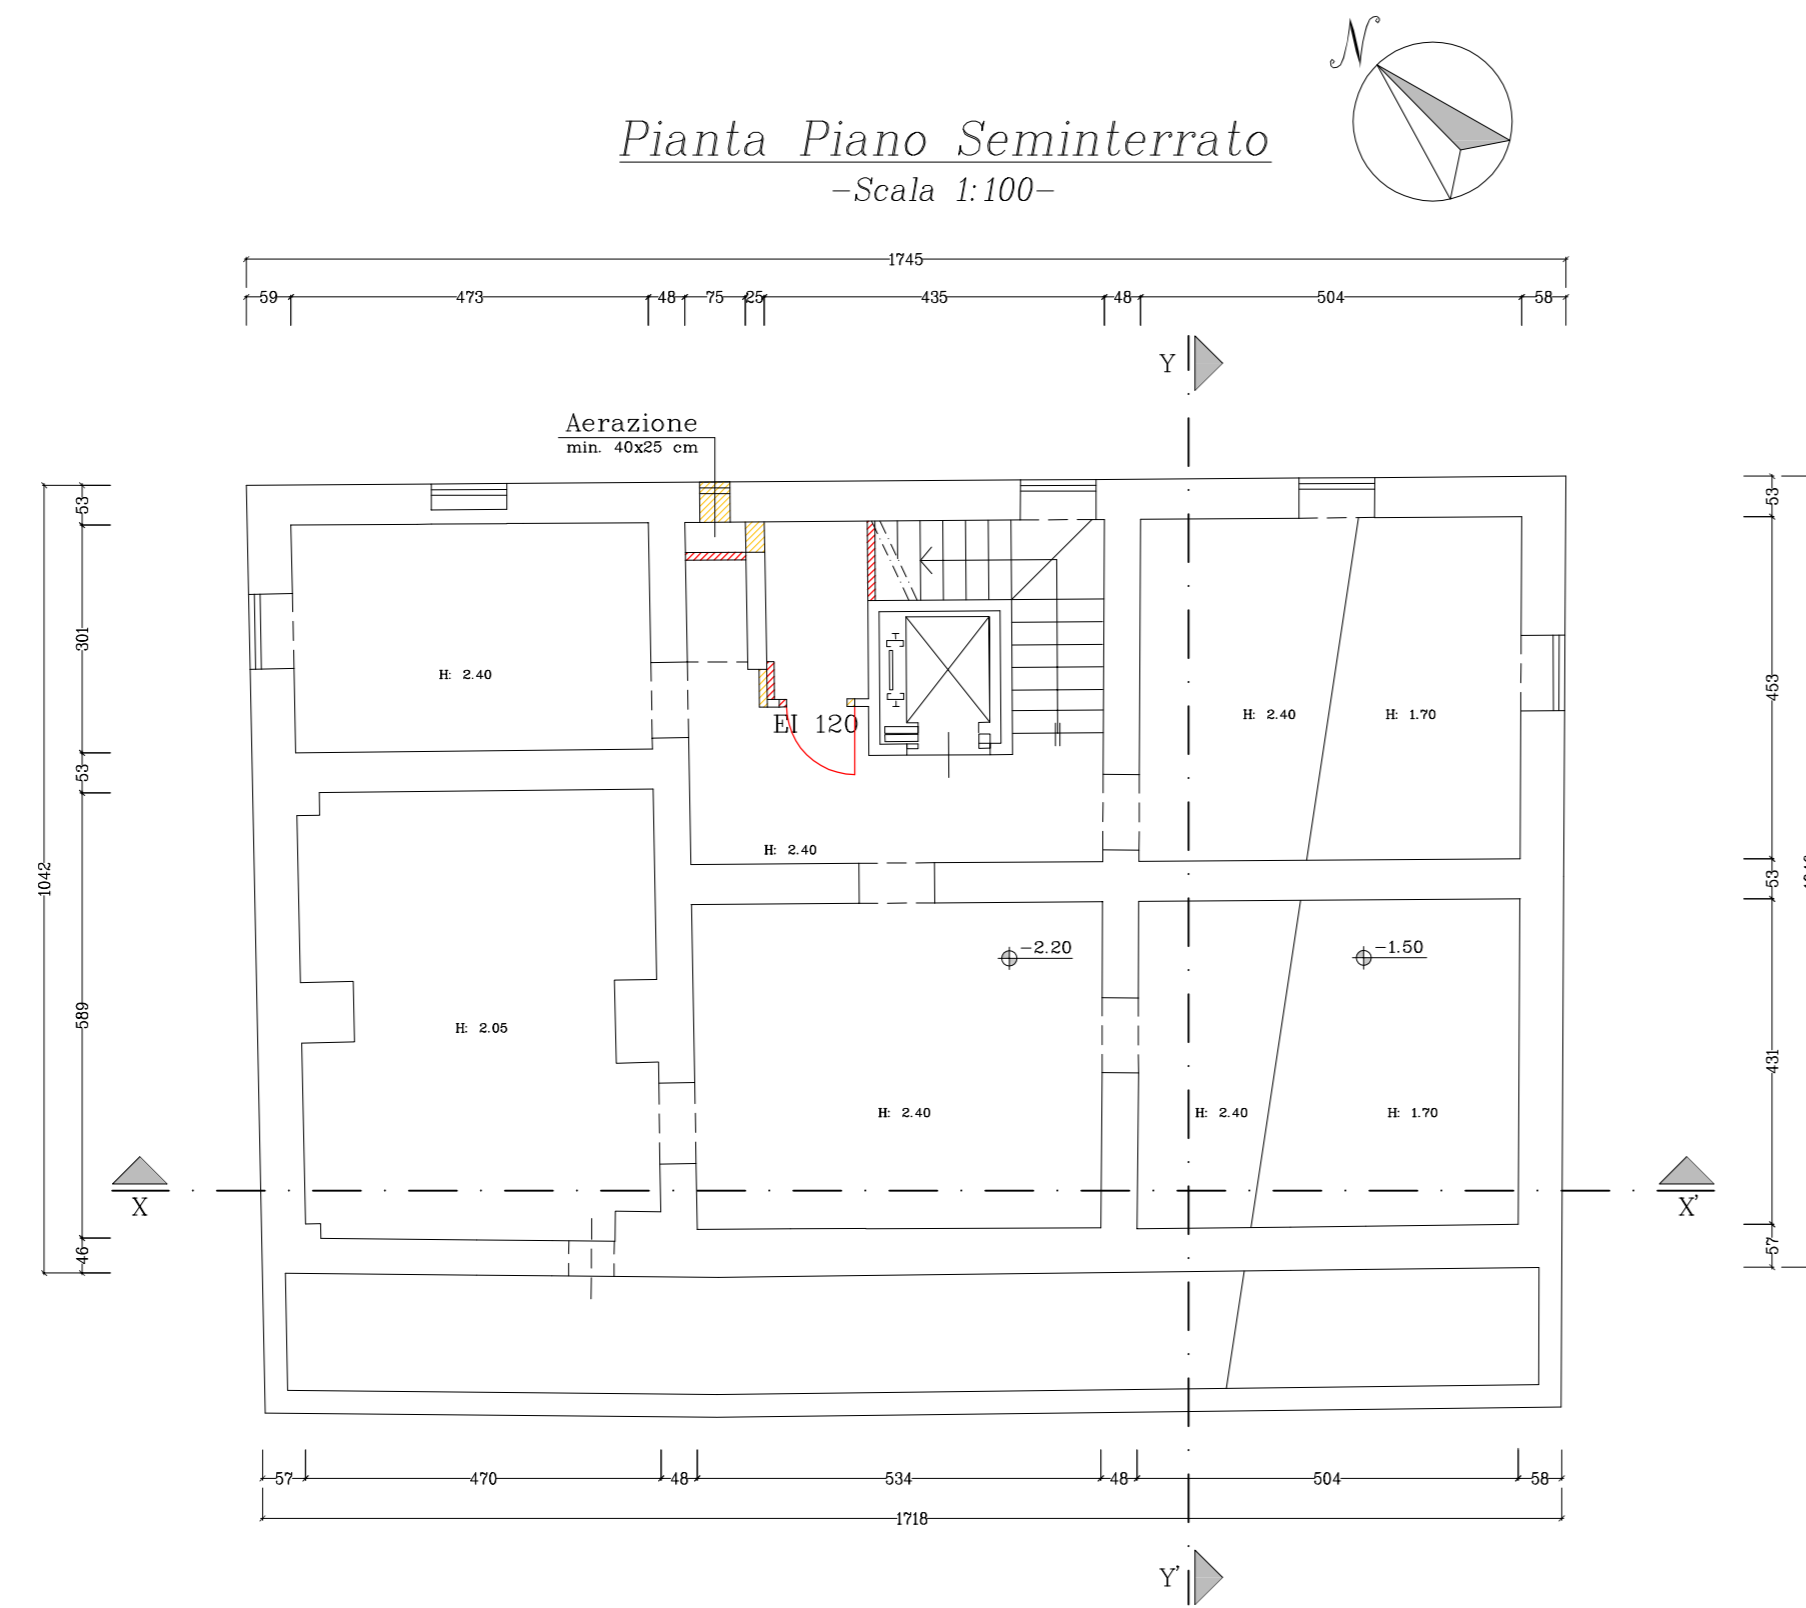 N
Pianta Piano Seminterrato
-Scala 1:100-
1745
59 473 48 75 25 435 48 504 58
Y
Aerazione
min. 40x25 cm
53
53
301
H: 2.40
453
H: 2.40
H: 1.70
EI 120
53
H: 2.40
1042
53
-2.20
-1.50
589
H: 2.05
431
H: 2.40
H: 2.40
H: 1.70
X
X'
46
57
57 470 48 534 48 504 58
1718
Y'